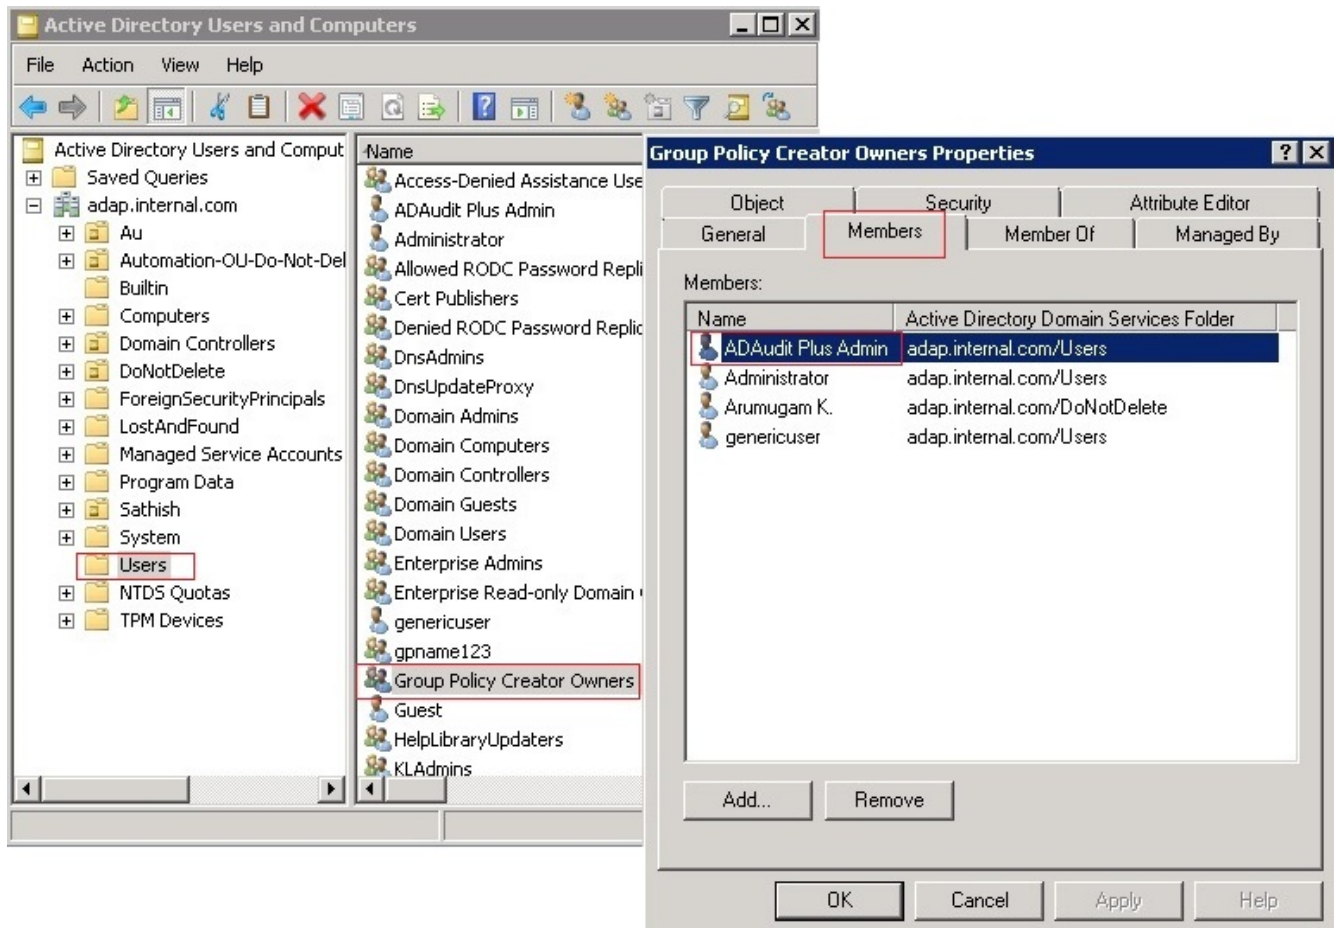 Active Directory Users and Computers
File Action View Help
Active Directory Users and Comput
Saved Queries
adap.internal.com
Au
Automation-OU-Do-Not-Del
Builtin
Computers
Domain Controllers
DoNotDelete
ForeignSecurityPrincipals
LostAndFound
Managed Service Accounts
Program Data
Sathish
System
Users
NTDS Quotas
TPM Devices
Name
Access-Denied Assistance Use
ADAudit Plus Admin
Administrator
Allowed RODC Password Repli
Cert Publishers
Denied RODC Password Replic
DnsAdmins
DnsUpdateProxy
Domain Admins
Domain Computers
Domain Controllers
Domain Guests
Domain Users
Enterprise Admins
Enterprise Read-only Domain
genericuser
gpname123
Group Policy Creator Owners
Guest
HelpLibraryUpdaters
KLAdmins
Group Policy Creator Owners Properties
Object Security Attribute Editor
General Members Member Of Managed By
Members:
Name Active Directory Domain Services Folder
ADAudit Plus Admin adap.internal.com/Users
Administrator adap.internal.com/Users
Arumugam K. adap.internal.com/DoNotDelete
genericuser adap.internal.com/Users
Add... Remove
OK Cancel Apply Help